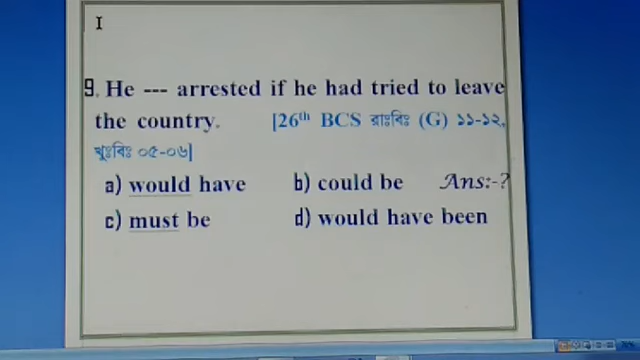 9. He --- arrested if he had tried to leave
the country. [26th BCS রাঃবিঃ (G) ১১-১২,
খুঃবিঃ ০৫-০৬]
a) would have b) could be Ans:-?
c) must be d) would have been